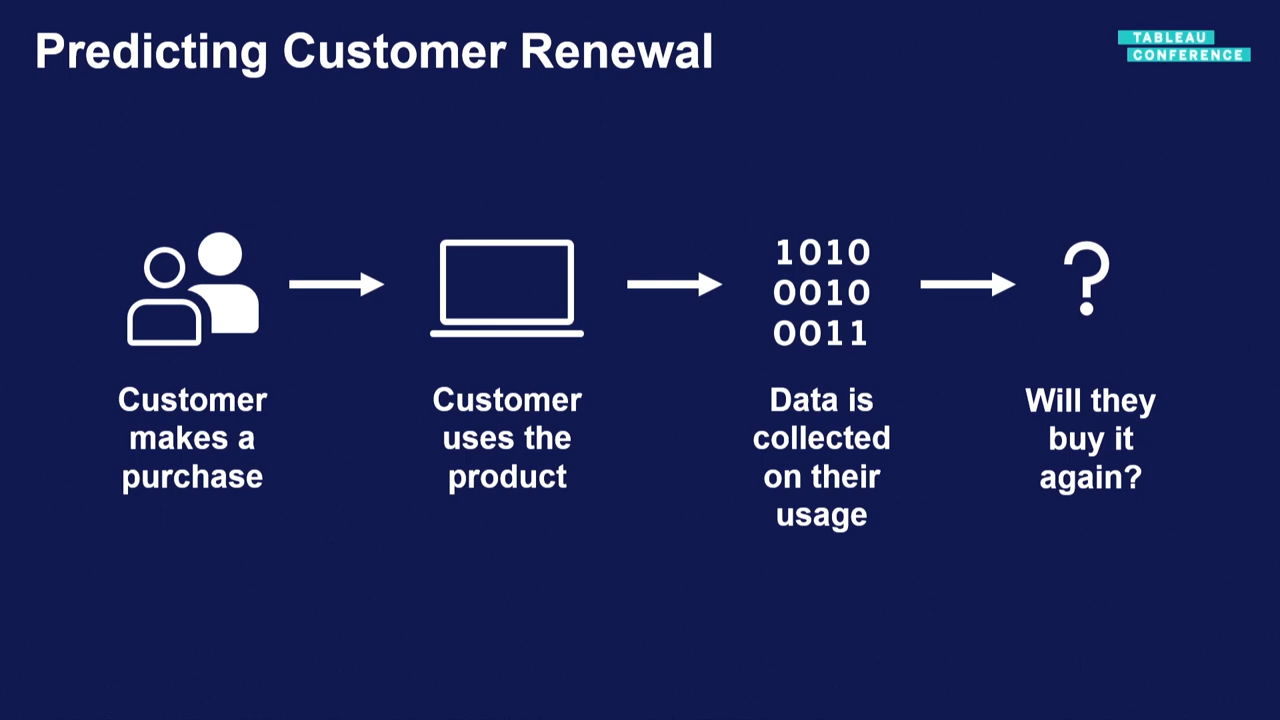 Predicting Customer Renewal
TABLEAU
CONFERENCE
1010
0010
0011
?
Customer
makes a
purchase
Customer
uses the
product
Data is
collected
on their
usage
Will they
buy it
again?